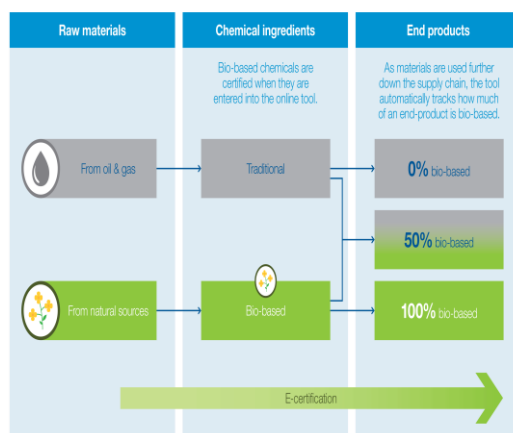 Raw materials
Chemical ingredients
End products
Bio-based chemicals are
certified when they are
entered into the online tool.
As materials are used further
down the supply chain, the tool
automatically tracks how much
of an end-product is bio-based.
From oil & gas
Traditional
0% bio-based
50% bio-based
From natural sources
Bio-based
100% bio-based
E-certification